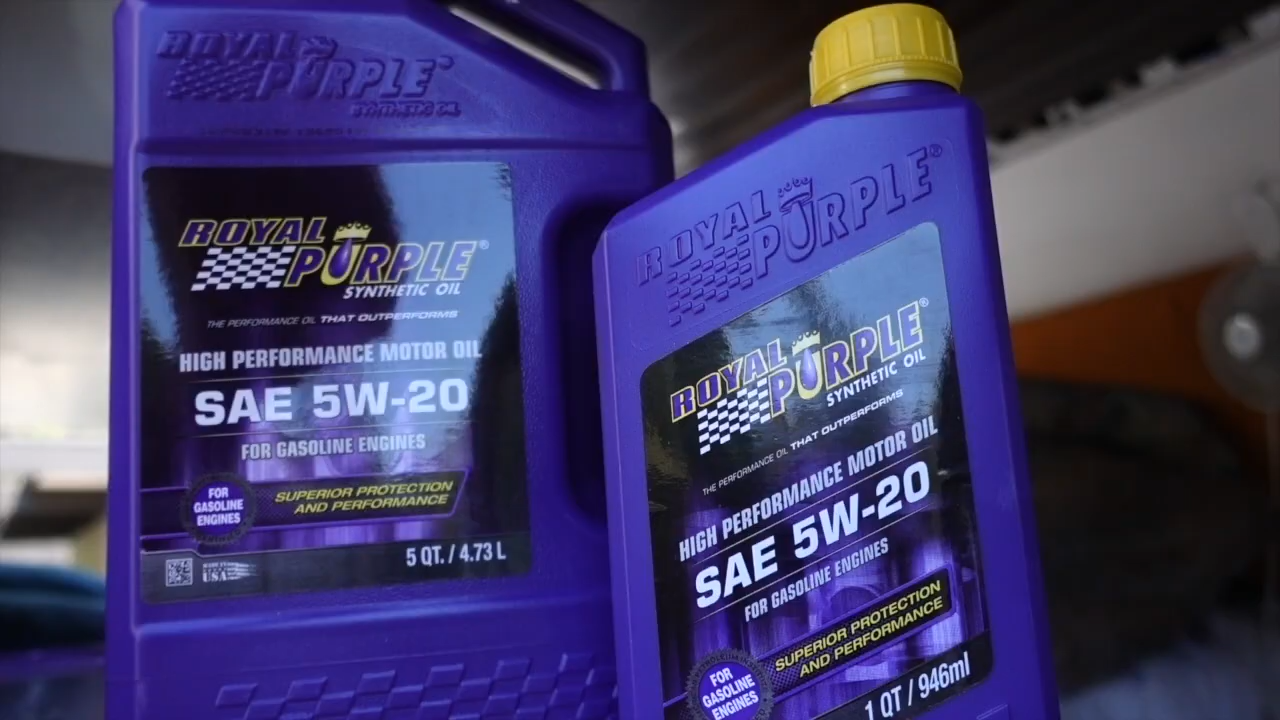 ROYAL
PURPLE
SYNTHETIC OIL
ROYAL
PURPLE®
SYNTHETIC OIL
THE PERFORMANCE OIL THAT OUTPERFORMS
HIGH PERFORMANCE MOTOR OIL
SAE 5W-20
FOR GASOLINE ENGINES
FOR
GASOLINE
ENGINES
SUPERIOR PROTECTION
AND PERFORMANCE
5 QT. / 4.73 L
USA
ROYAL
PURPLE®
ROYAL
PURPLE®
SYNTHETIC OIL
THE PERFORMANCE OIL THAT OUTPERFORMS
HIGH PERFORMANCE MOTOR OIL
SAE 5W-20
FOR GASOLINE ENGINES
SUPERIOR PROTECTION
AND PERFORMANCE
FOR
GASOLINE
ENGINES
1 QT / 946ml